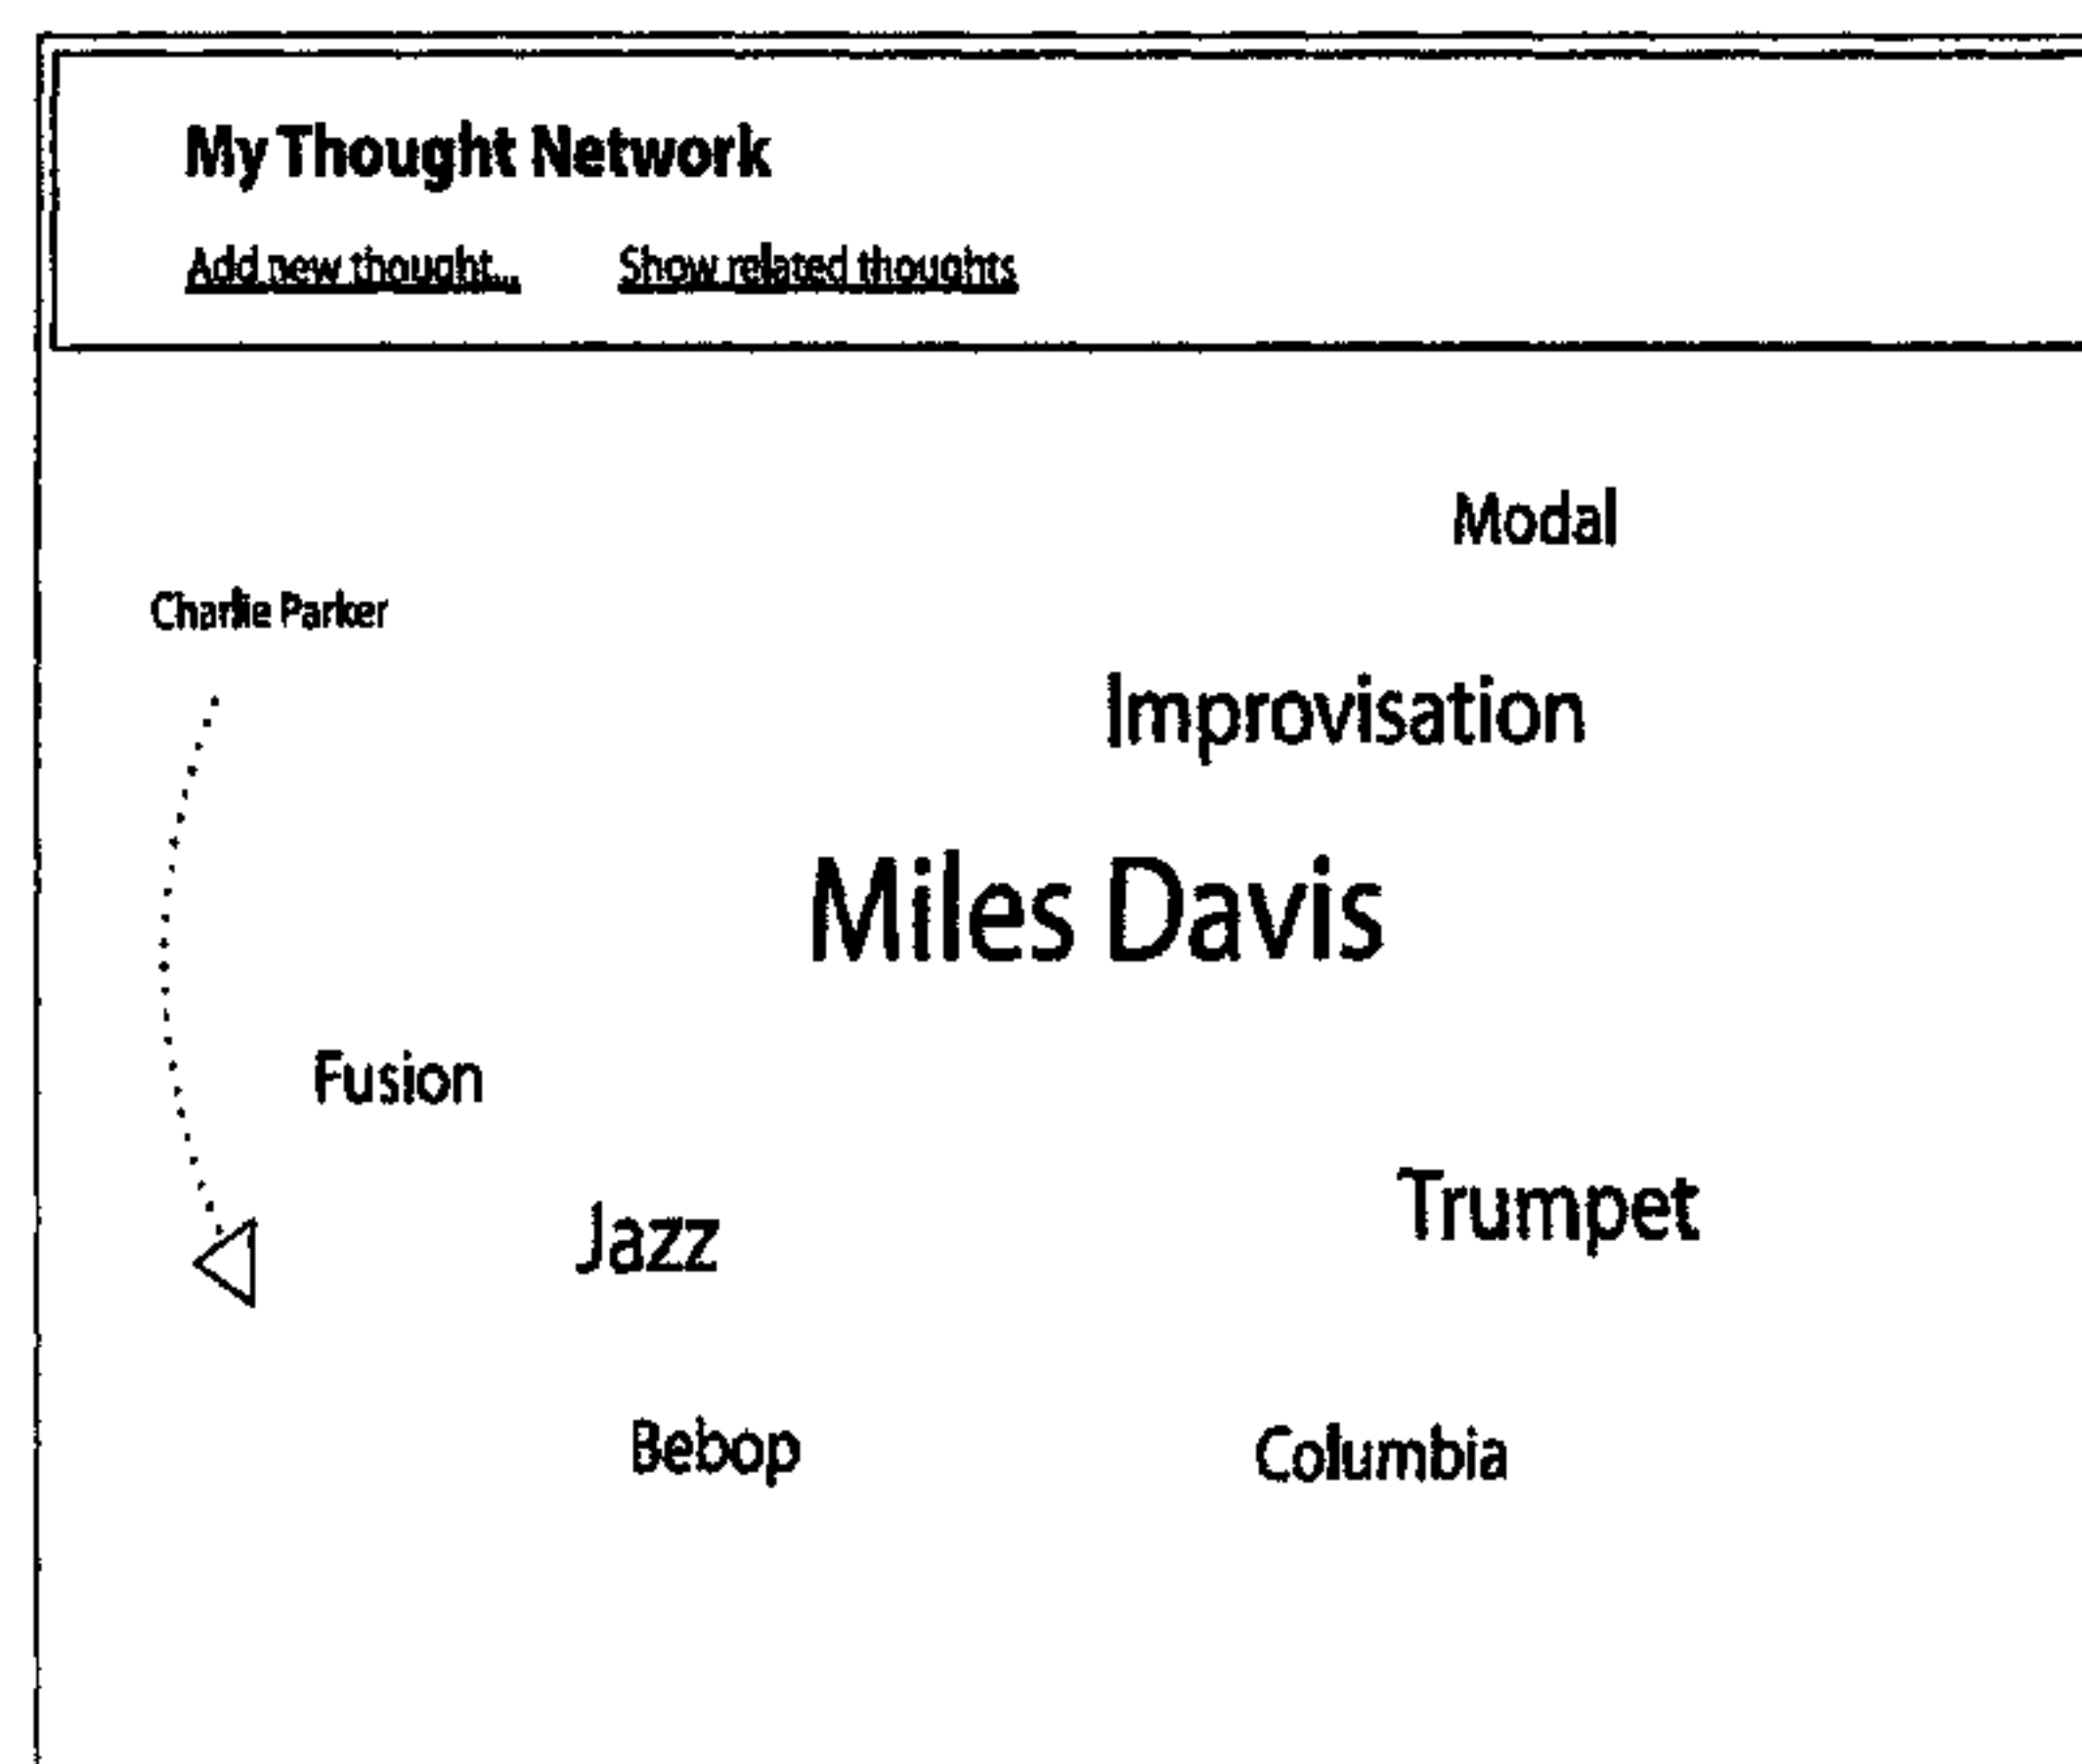 My Thought Network
Add new thought... Show related thoughts
Modal
Charlie Parker
Improvisation
Miles Davis
Fusion
Trumpet
Jazz
Bebop
Columbia